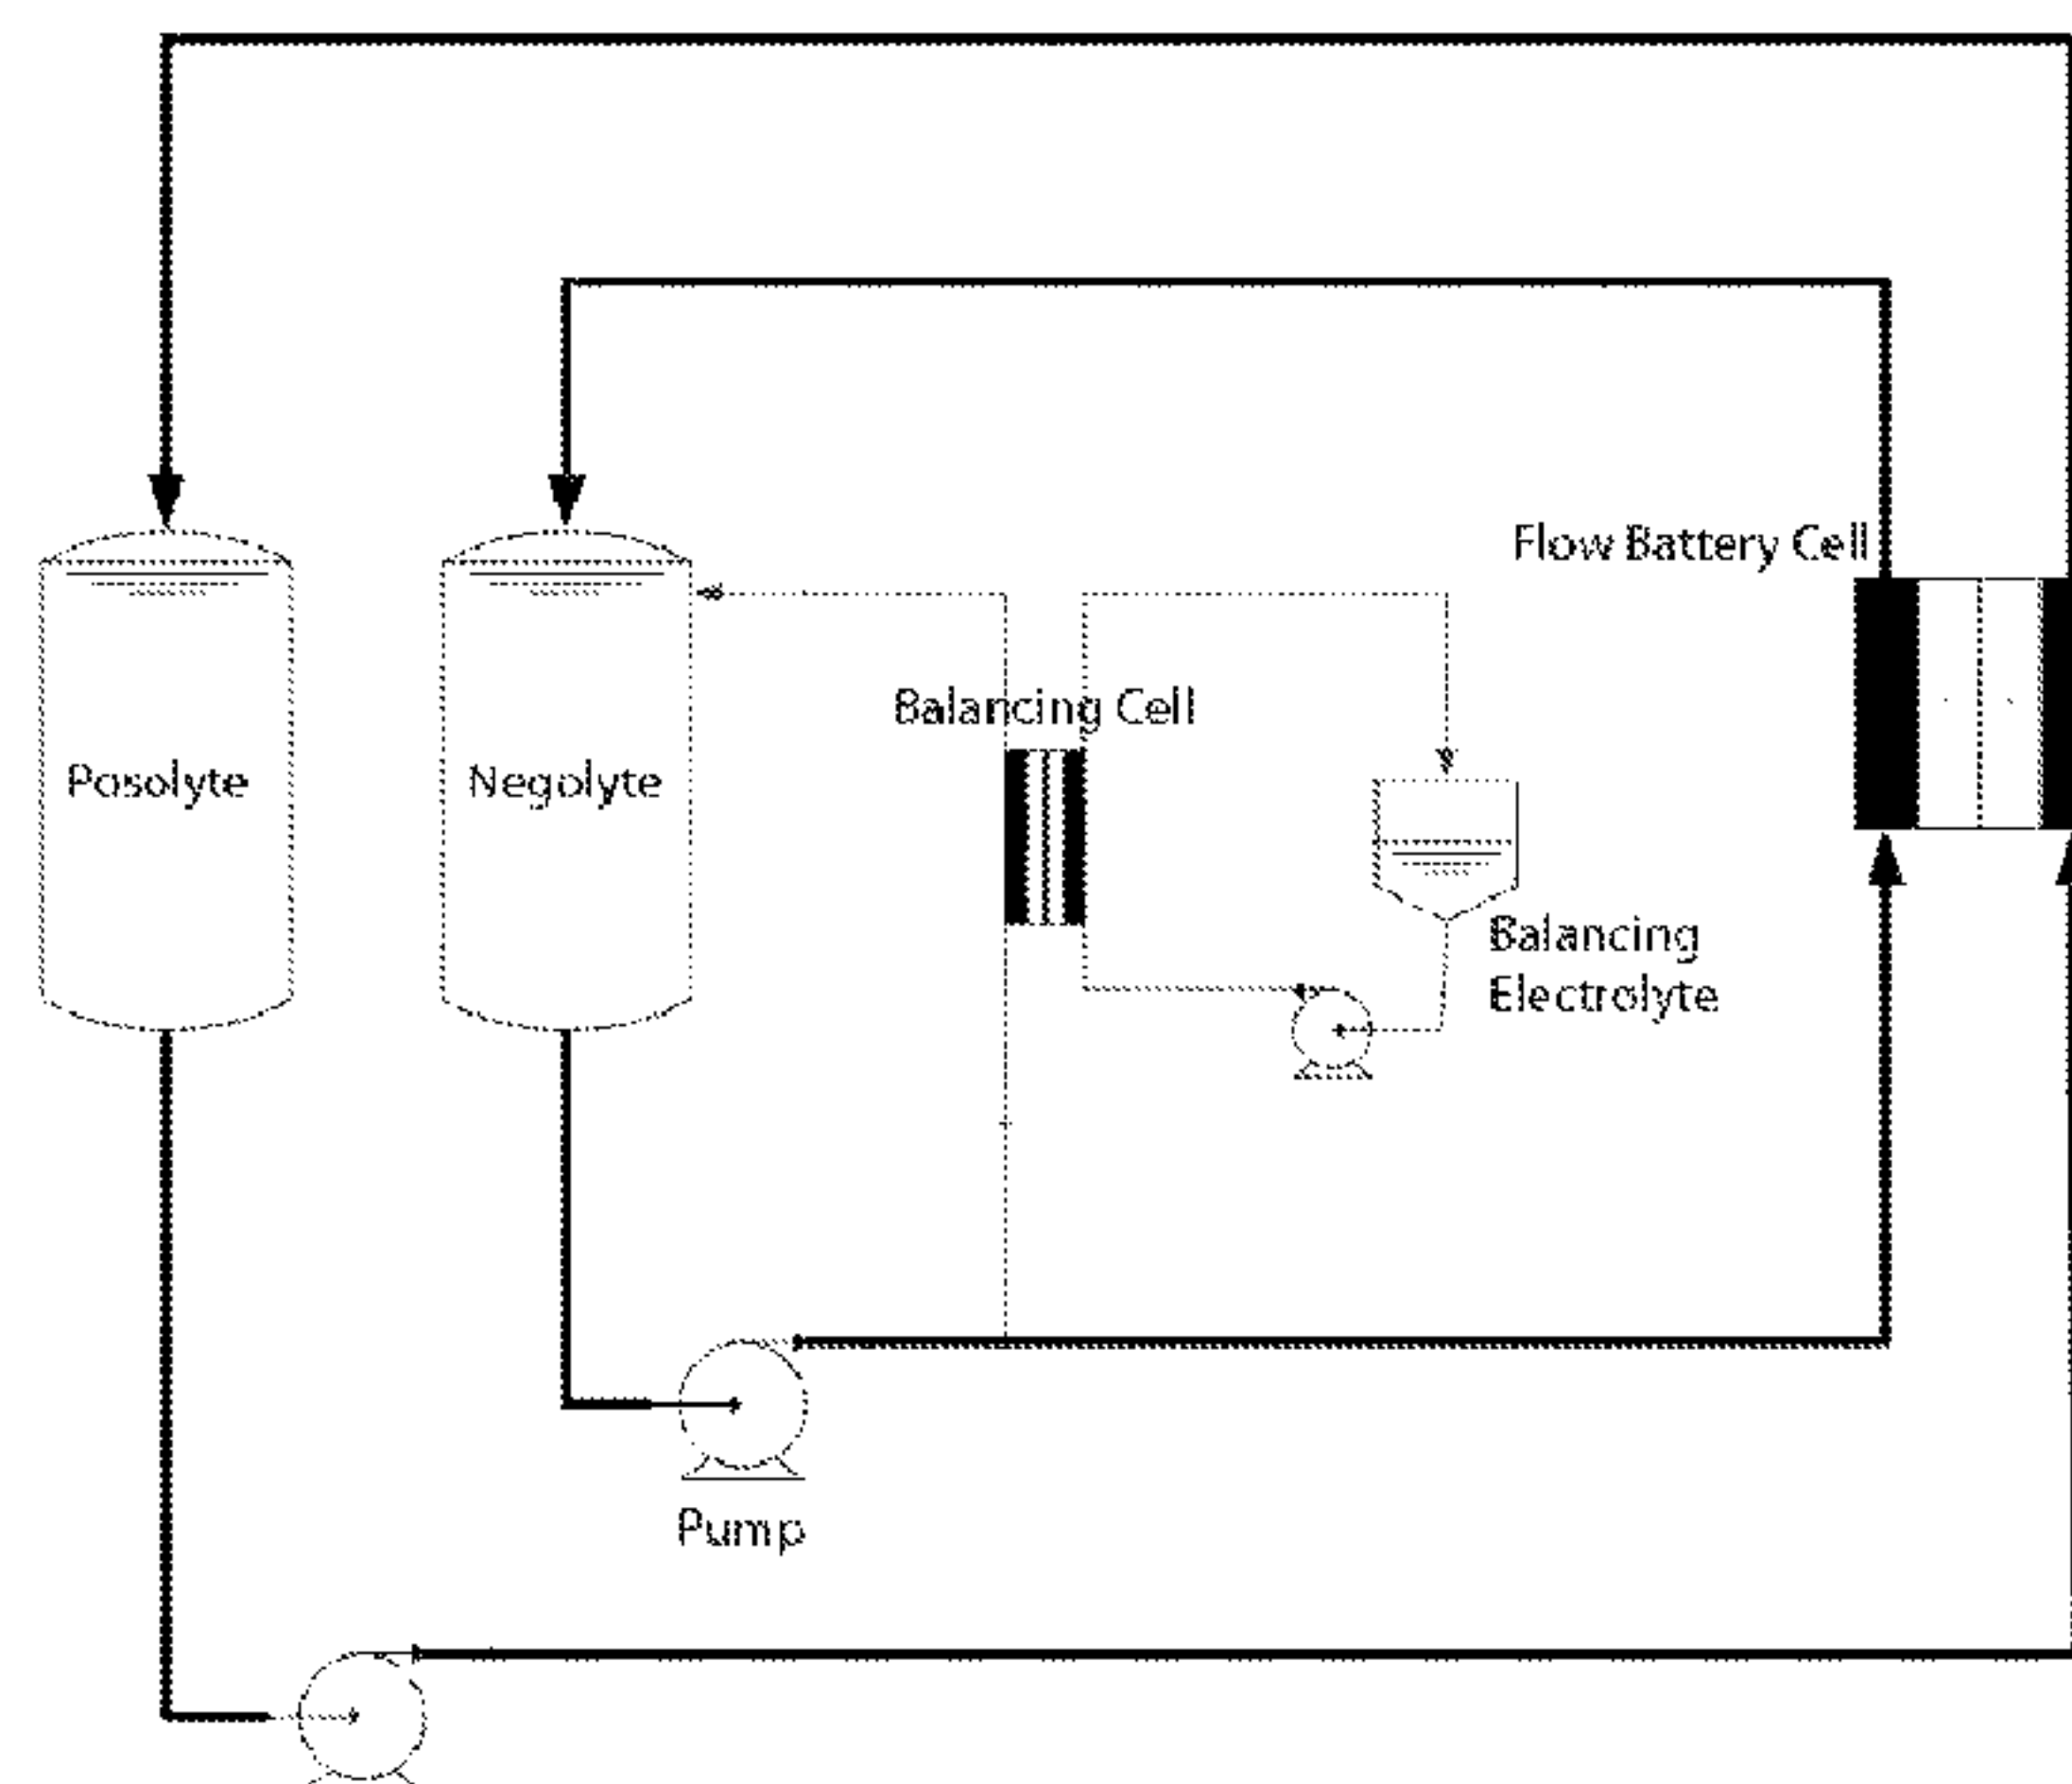 Flow Battery Cell
Balancing Cell
Posolyte
Negolyte
Balancing
Electrolyte
Pump